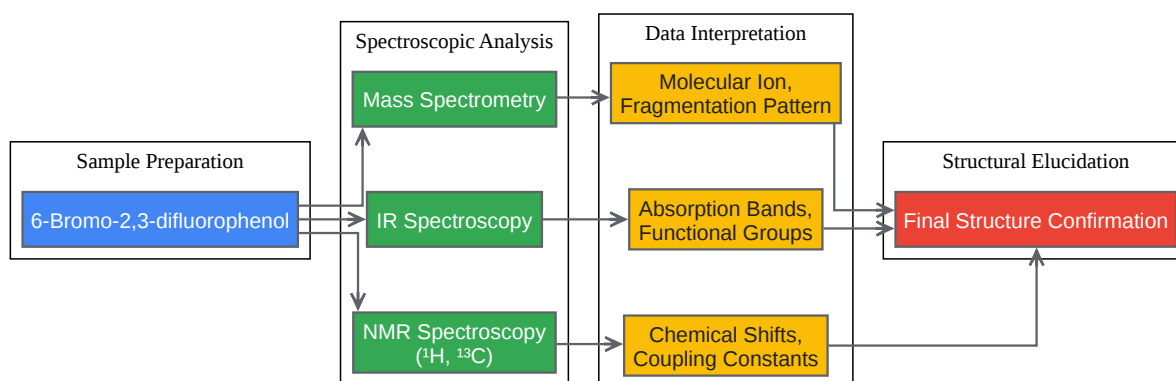 Sample Preparation
6-Bromo-2,3-difluorophenol
Spectroscopic Analysis
Mass Spectrometry
IR Spectroscopy
NMR Spectroscopy
(¹H, ¹³C)
Data Interpretation
Molecular Ion,
Fragmentation Pattern
Absorption Bands,
Functional Groups
Chemical Shifts,
Coupling Constants
Structural Elucidation
Final Structure Confirmation